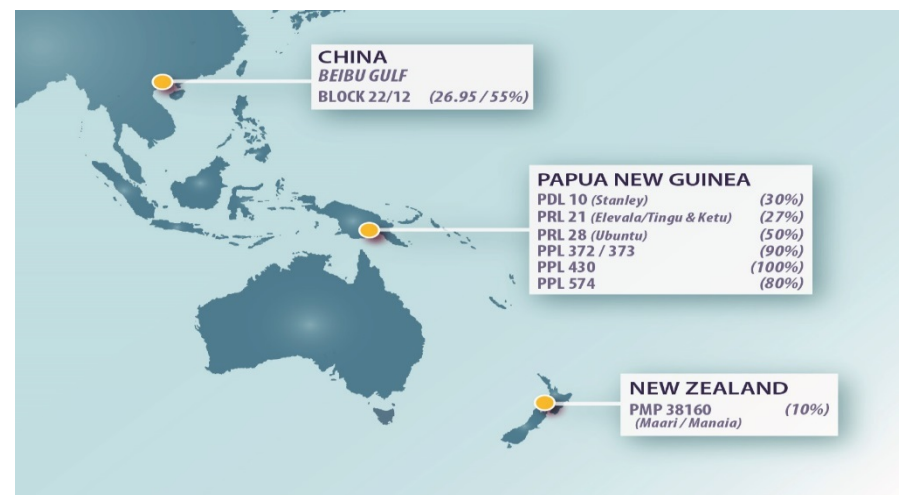 CHINA
BEIBU GULF
BLOCK 22/12 (26.95 / 55%)
PAPUA NEW GUINEA
PDL 10 (Stanley) (30%)
PRL 21 (Elevala/Tingu & Ketu) (27%)
PRL 28 (Ubuntu) (50%)
PPL 372 / 373 (90%)
PPL 430 (100%)
PPL 574 (80%)
NEW ZEALAND
PMP 38160 (10%)
(Maari / Manaia)